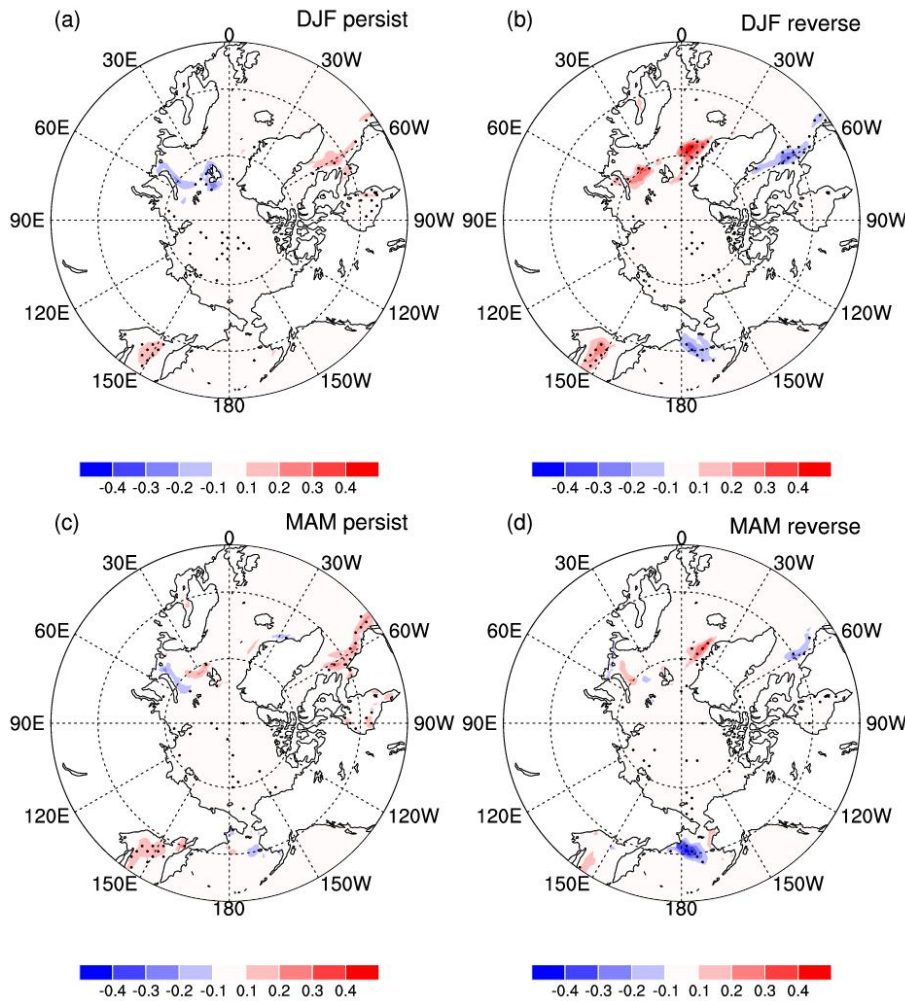 (a) DJF persist
0
30E 30W
60E 60W
90E 90W
120E 120W
150E 150W
180
-0.4 -0.3 -0.2 -0.1 0.1 0.2 0.3 0.4
(b) DJF reverse
0
30E 30W
60E 60W
90E 90W
120E 120W
150E 150W
180
-0.4 -0.3 -0.2 -0.1 0.1 0.2 0.3 0.4
(c) MAM persist
0
30E 30W
60E 60W
90E 90W
120E 120W
150E 150W
180
-0.4 -0.3 -0.2 -0.1 0.1 0.2 0.3 0.4
(d) MAM reverse
0
30E 30W
60E 60W
90E 90W
120E 120W
150E 150W
180
-0.4 -0.3 -0.2 -0.1 0.1 0.2 0.3 0.4